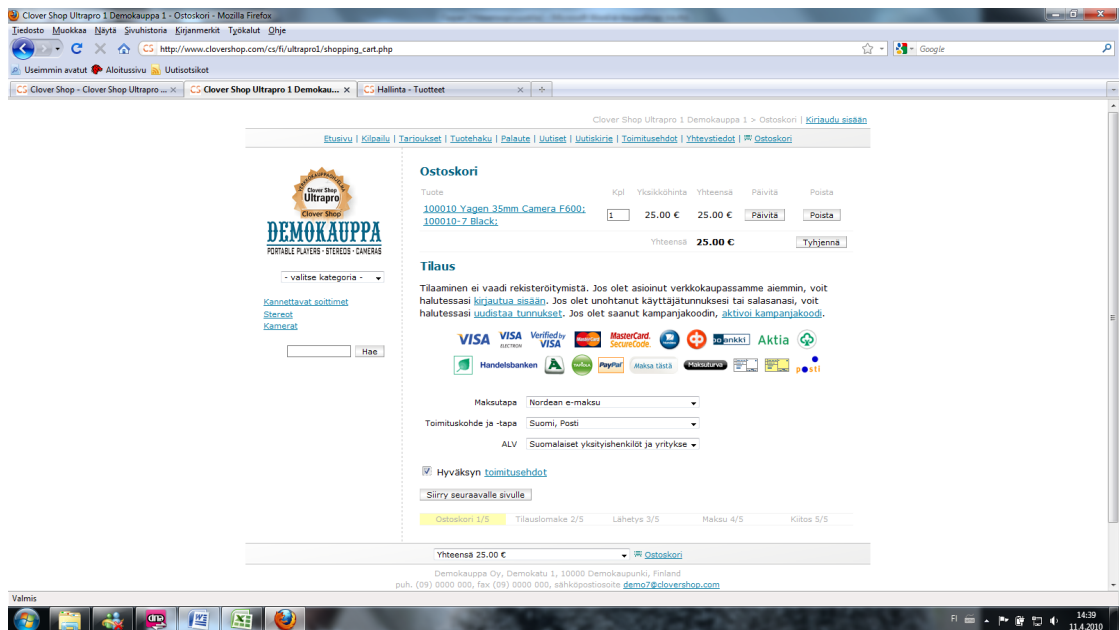 Clover Shop Ultrapro 1 Demokauppa 1 - Ostoskori - Mozilla Firefox
Tiedosto Muokkaa Näytä Sivuhistoria Kirjanmerkit Työkalut Ohje
CS http://www.clovershop.com/cs/fi/ultrapro1/shopping_cart.php Google
Useimmin avatut Aloitussivu Uutisotsikot
CS Clover Shop - Clover Shop Ultrapro ... CS Clover Shop Ultrapro 1 Demokau... CS Hallinta - Tuotteet
Clover Shop Ultrapro 1 Demokauppa 1 > Ostoskori | Kirjaudu sisään
Etusivu | Kilpailu | Tarjoukset | Tuotehaku | Palaute | Uutiset | Uutiskirje | Toimitusehdot | Yhteystiedot | Ostoskori
Clover Shop
Ultrapro
Clover Shop
DEMOKAUPPA
PORTABLE PLAYERS - STEREOS - CAMERAS
- valitse kategoria -
Kannettavat soittimet
Stereot
Kamerat
Hae
Ostoskori
Tuote Kpl Yksikköhinta Yhteensä Päivitä Poista
100010 Yagen 35mm Camera F600: 1 25.00 € 25.00 € Päivitä Poista
100010-7 Black:
Yhteensä 25.00 € Tyhjennä
Tilaus
Tilaaminen ei vaadi rekisteröitymistä. Jos olet asioinut verkkokaupassamme aiemmin, voit
halutessasi kirjautua sisään. Jos olet unohtanut käyttäjätunnuksesi tai salasanasi, voit
halutessasi uudistaa tunnukset. Jos olet saanut kampanjakoodin, aktivoi kampanjakoodi.
VISA VISA ELECTRON Verified by VISA MasterCard MasterCard. SecureCode. Aktia
Handelsbanken PayPal Maksa tästä Maksuturva posti
Maksutapa Nordean e-maksu
Toimituskohde ja -tapa Suomi, Posti
ALV Suomalaiset yksityishenkilöt ja yritykse
Hyväksyn toimitusehdot
Siirry seuraavalle sivulle
Ostoskori 1/5 Tilauslomake 2/5 Lähetys 3/5 Maksu 4/5 Kiitos 5/5
Yhteensä 25.00 € Ostoskori
Demokauppa Oy, Demokatu 1, 10000 Demokaupunki, Finland
puh. (09) 0000 000, fax (09) 0000 000, sähköpostiosoite demo7@clovershop.com
Valmis
dna FI 14:39
11.4.2010